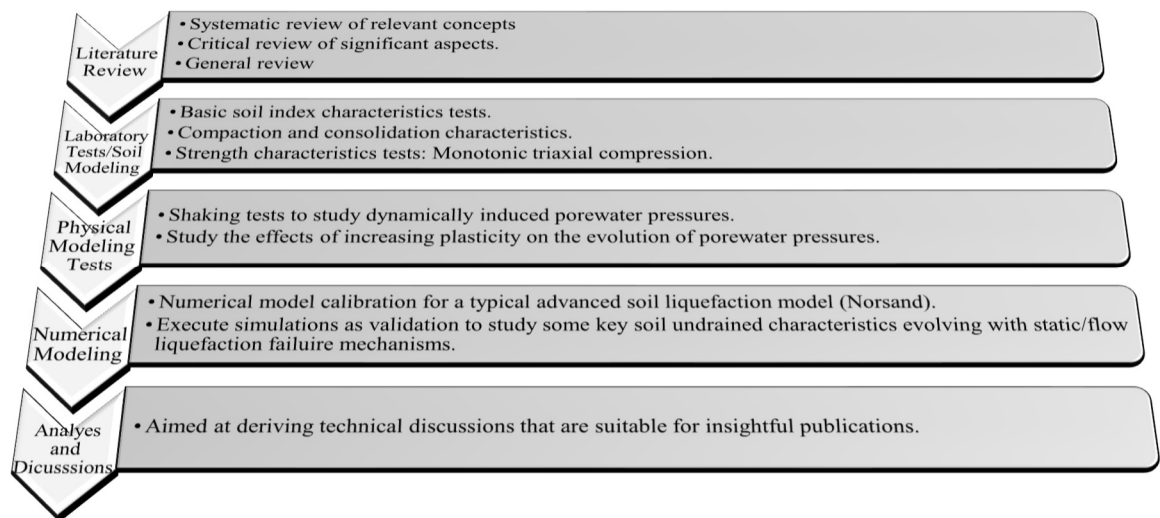 Literature
Review
• Systematic review of relevant concepts
• Critical review of significant aspects.
• General review
Laboratory
Tests/Soil
Modeling
• Basic soil index characteristics tests.
• Compaction and consolidation characteristics.
• Strength characteristics tests: Monotonic triaxial compression.
Physical
Modeling
Tests
• Shaking tests to study dynamically induced porewater pressures.
• Study the effects of increasing plasticity on the evolution of porewater pressures.
Numerical
Modeling
• Numerical model calibration for a typical advanced soil liquefaction model (Norsand).
• Execute simulations as validation to study some key soil undrained characteristics evolving with static/flow
liquefaction failuire mechanisms.
Analyes
and
Dicusssions
• Aimed at deriving technical discussions that are suitable for insightful publications.